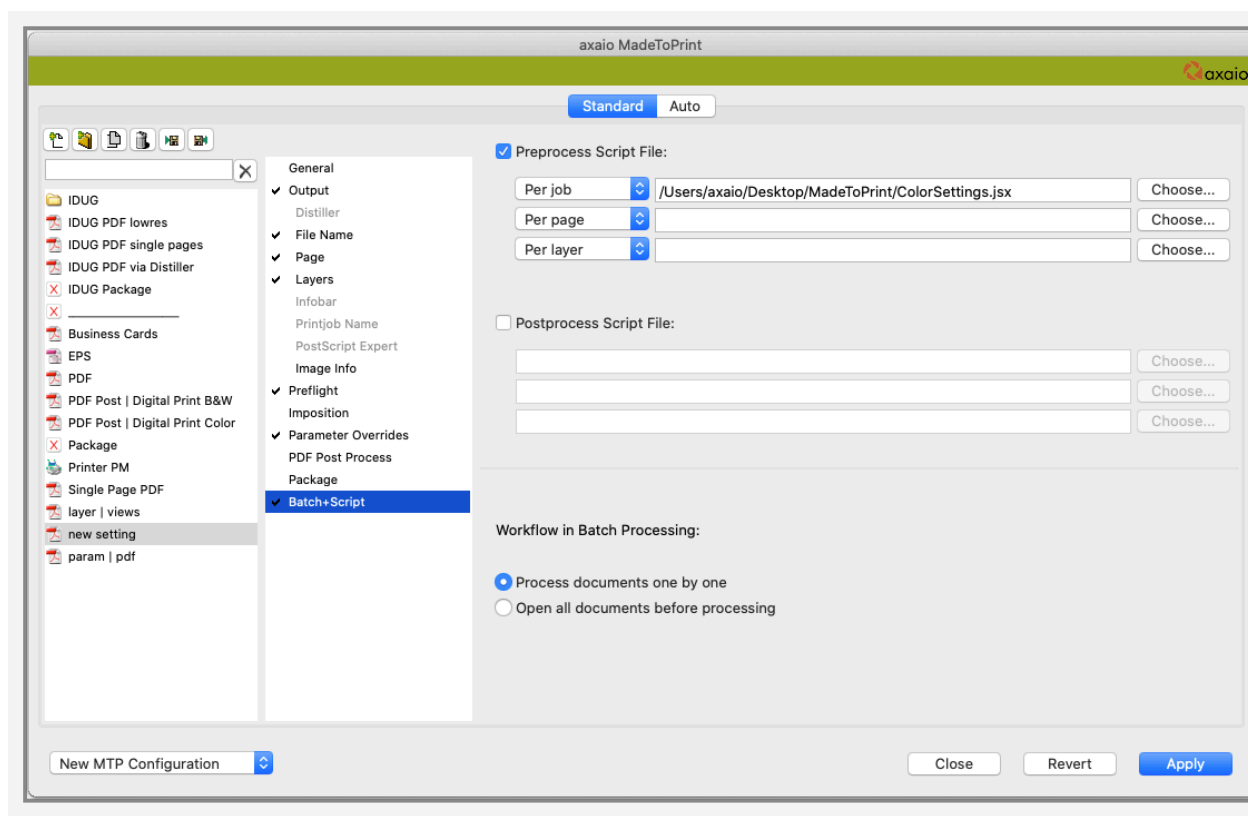 axaio MadeToPrint
axaio
Standard Auto
IDUG
IDUG PDF lowres
IDUG PDF single pages
IDUG PDF via Distiller
IDUG Package
________________
Business Cards
EPS
PDF
PDF Post | Digital Print B&W
PDF Post | Digital Print Color
Package
Printer PM
Single Page PDF
layer | views
new setting
param | pdf
General
Output
Distiller
File Name
Page
Layers
Infobar
Printjob Name
PostScript Expert
Image Info
Preflight
Imposition
Parameter Overrides
PDF Post Process
Package
Batch+Script
Preprocess Script File:
Per job /Users/axaio/Desktop/MadeToPrint/ColorSettings.jsx Choose...
Per page Choose...
Per layer Choose...
Postprocess Script File:
Choose...
Choose...
Choose...
Workflow in Batch Processing:
Process documents one by one
Open all documents before processing
New MTP Configuration Close Revert Apply